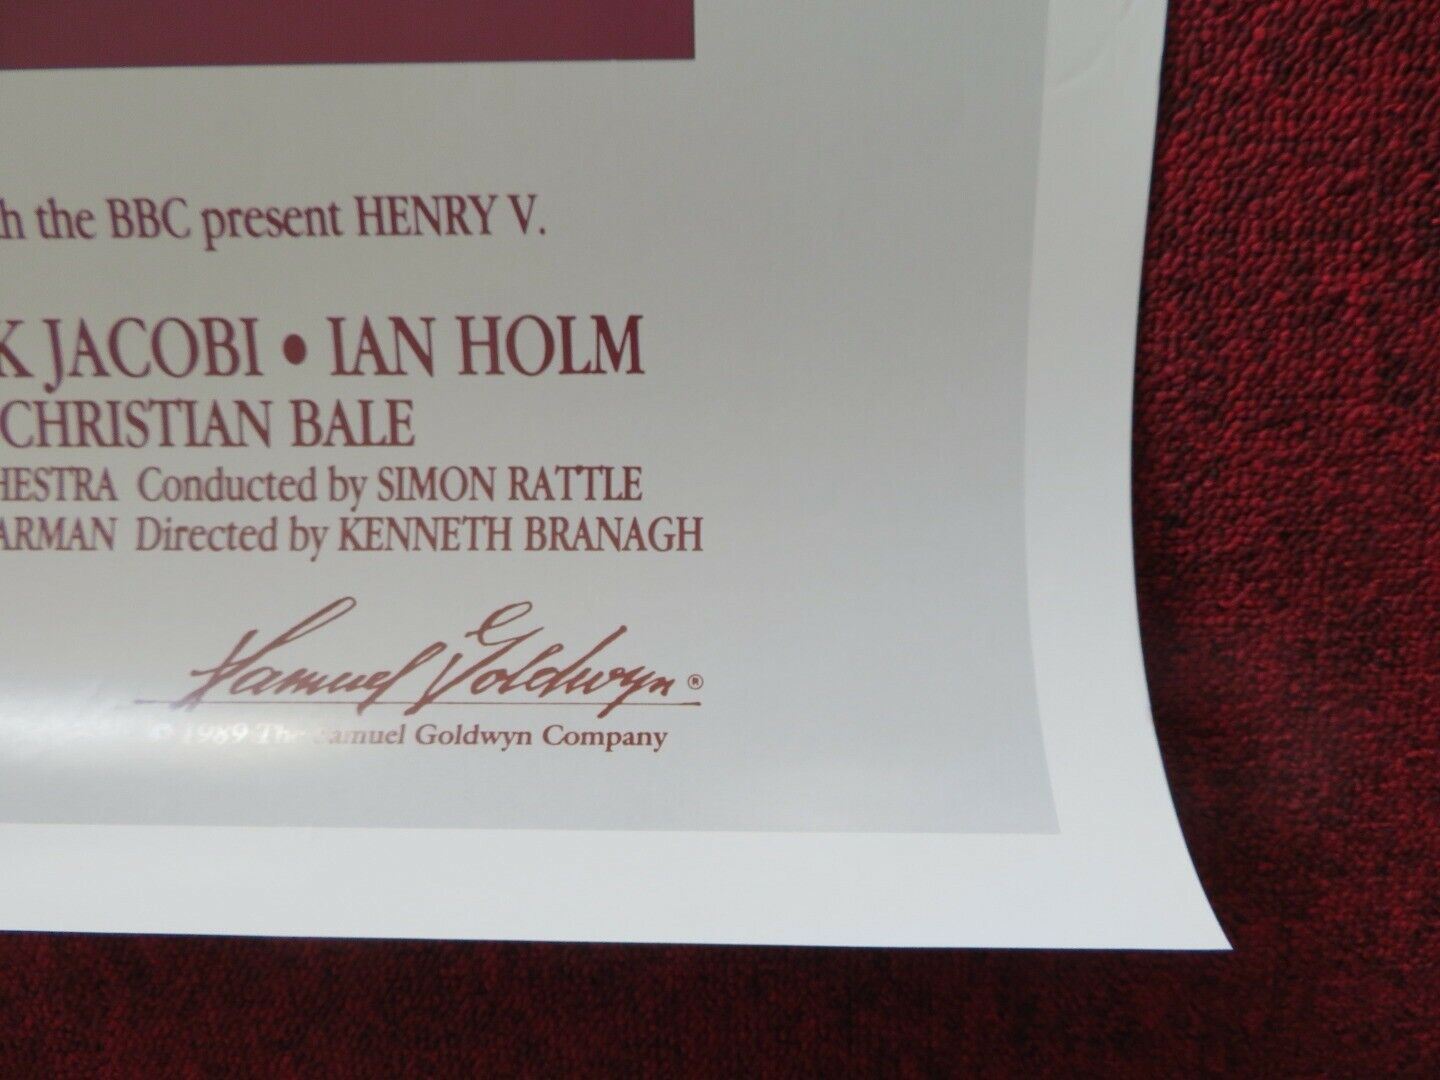 th the BBC present HENRY V.
K JACOBI • IAN HOLM
CHRISTIAN BALE
HESTRA Conducted by SIMON RATTLE
ARMAN Directed by KENNETH BRANAGH
Samuel Goldwyn ®
© 1989 The Samuel Goldwyn Company